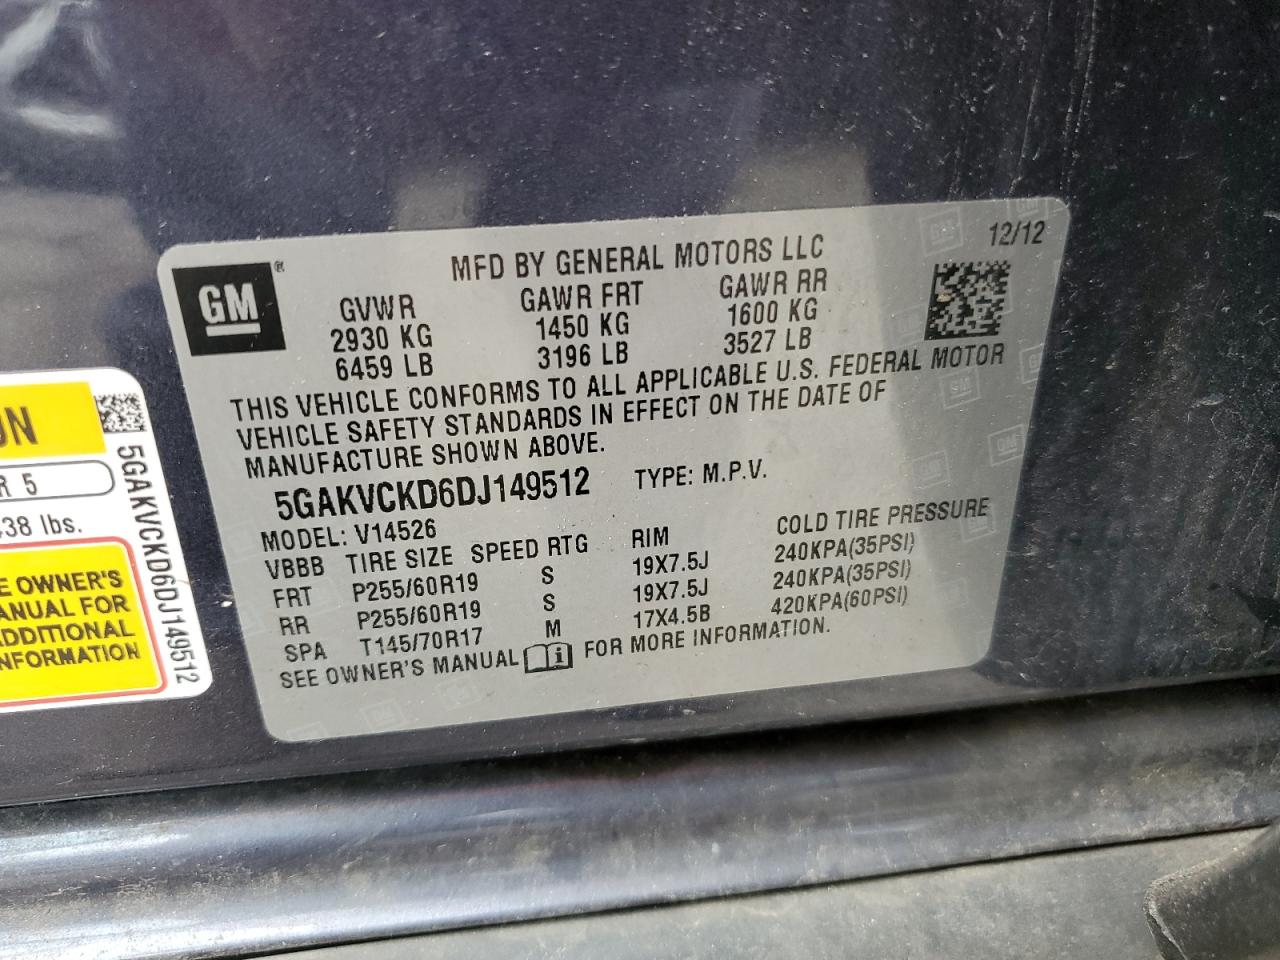 12/12
GM ®
MFD BY GENERAL MOTORS LLC
GVWR GAWR FRT GAWR RR
2930 KG 1450 KG 1600 KG
6459 LB 3196 LB 3527 LB
THIS VEHICLE CONFORMS TO ALL APPLICABLE U.S. FEDERAL MOTOR
VEHICLE SAFETY STANDARDS IN EFFECT ON THE DATE OF
MANUFACTURE SHOWN ABOVE.
5GAKVCKD6DJ149512 TYPE: M.P.V.
MODEL: V14526
VBBB TIRE SIZE SPEED RTG RIM COLD TIRE PRESSURE
FRT P255/60R19 S 19X7.5J 240KPA(35PSI)
RR P255/60R19 S 19X7.5J 240KPA(35PSI)
SPA T145/70R17 M 17X4.5B 420KPA(60PSI)
SEE OWNER'S MANUAL i FOR MORE INFORMATION.
R 5
38 lbs.
OWNER'S
MANUAL FOR
ADDITIONAL
INFORMATION
5GAKVCKD6DJ149512